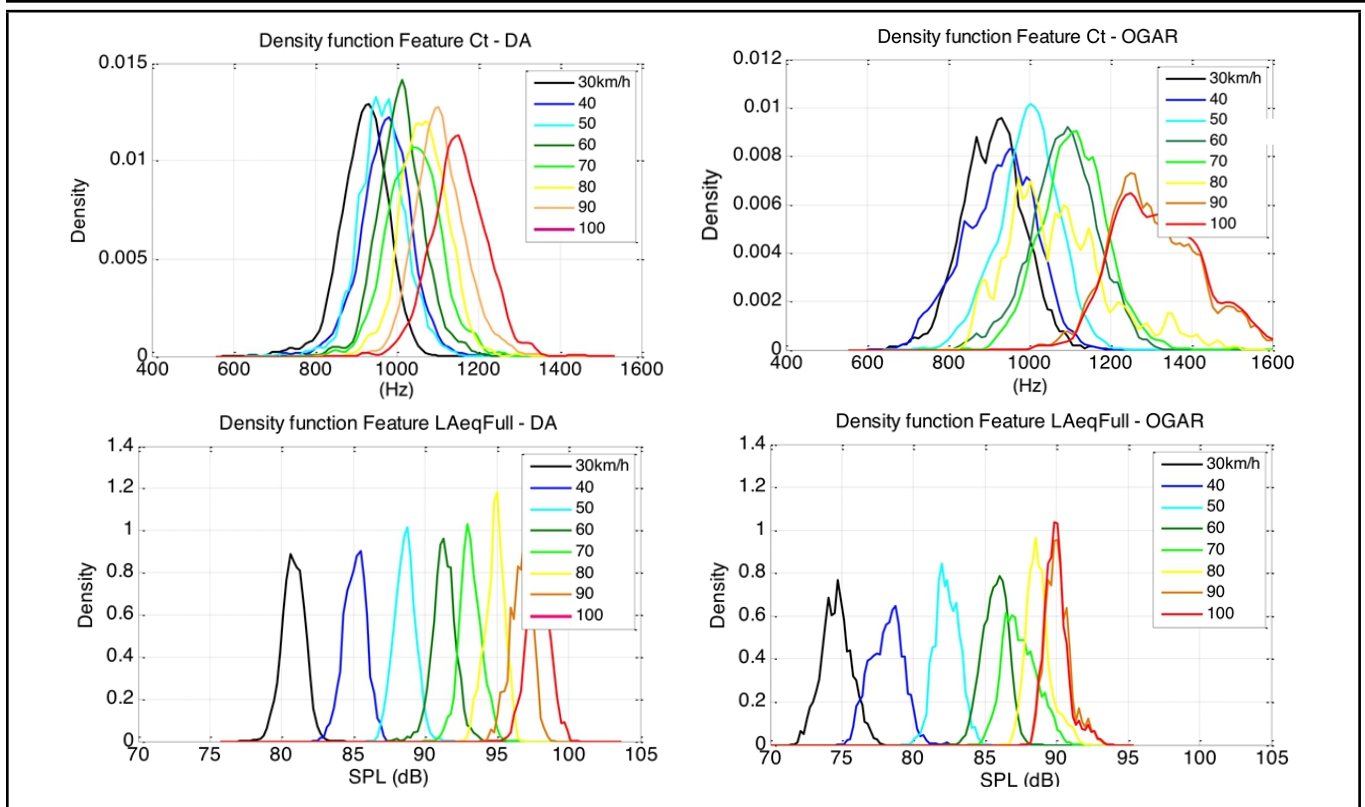 Density function Feature Ct - DA
0.015
0.01
0.005
0
Density
400 600 800 1000 1200 1400 1600
(Hz)
30km/h
40
50
60
70
80
90
100
Density function Feature Ct - OGAR
0.012
0.01
0.008
0.006
0.004
0.002
0
Density
400 600 800 1000 1200 1400 1600
(Hz)
30km/h
40
50
60
70
80
90
100
Density function Feature LAeqFull - DA
1.4
1.2
1
0.8
0.6
0.4
0.2
0
Density
70 75 80 85 90 95 100 105
SPL (dB)
30km/h
40
50
60
70
80
90
100
Density function Feature LAeqFull - OGAR
1.4
1.2
1
0.8
0.6
0.4
0.2
0
Density
70 75 80 85 90 95 100 105
SPL (dB)
30km/h
40
50
60
70
80
90
100